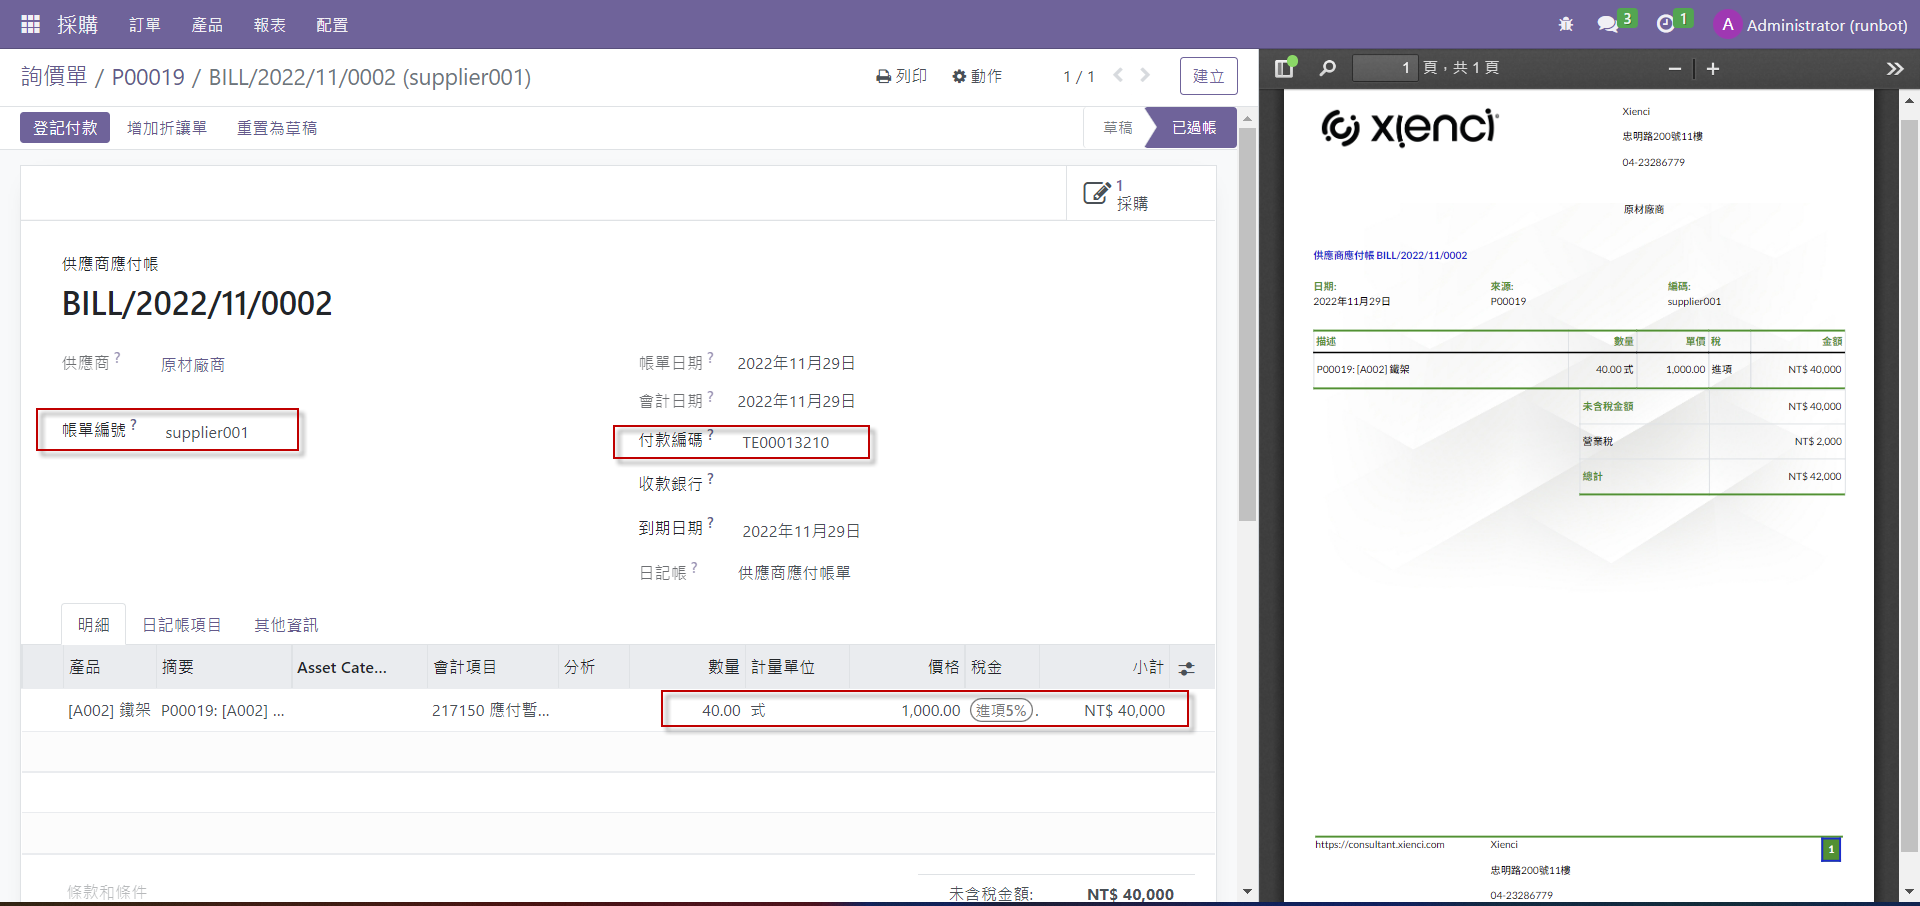 採購 訂單 產品 報表 配置 3 1 A Administrator (runbot)
詢價單 / P00019 / BILL/2022/11/0002 (supplier001) 列印 動作 1 / 1 建立
登記付款 增加折讓單 重置為草稿 草稿 已過帳
1
採購
供應商應付帳
BILL/2022/11/0002
供應商 ? 原材廠商
帳單編號 ? supplier001
帳單日期 ? 2022年11月29日
會計日期 ? 2022年11月29日
付款編碼 ? TE00013210
收款銀行 ?
到期日期 ? 2022年11月29日
日記帳 ? 供應商應付帳單
明細 日記帳項目 其他資訊
產品 摘要 Asset Cate... 會計項目 分析 數量 計量單位 價格 稅金 小計
[A002] 鐵架 P00019: [A002] ... 217150 應付暫... 40.00 式 1,000.00 進項5% . NT$ 40,000
條款和條件
未含稅金額: NT$ 40,000
1 頁，共 1 頁
xienci
Xienci
忠明路200號11樓
04-23286779
原材廠商
供應商應付帳 BILL/2022/11/0002
日期: 來源: 編碼:
2022年11月29日 P00019 supplier001
描述 數量 單價 稅 金額
P00019: [A002] 鐵架 40.00 式 1,000.00 進項 NT$ 40,000
未含稅金額 NT$ 40,000
營業稅 NT$ 2,000
總計 NT$ 42,000
https://consultant.xienci.com Xienci 1
忠明路200號11樓
04-23286779